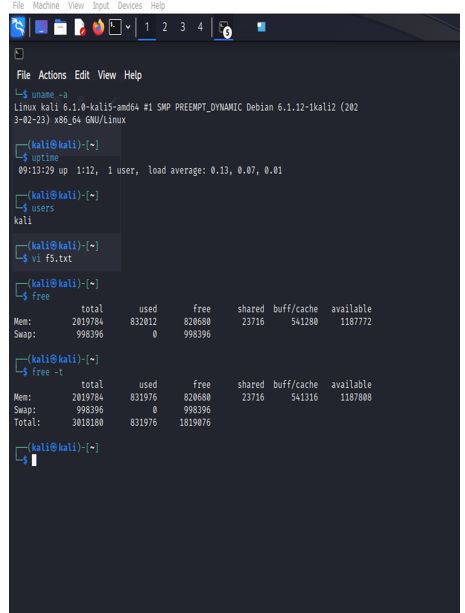 File Machine View Input Devices Help
1 2 3 4 5
File Actions Edit View Help
└─$ uname -a
Linux kali 6.1.0-kali5-amd64 #1 SMP PREEMPT_DYNAMIC Debian 6.1.12-1kali2 (202
3-02-23) x86_64 GNU/Linux
┌──(kali㉿kali)-[~]
└─$ uptime
09:13:29 up 1:12, 1 user, load average: 0.13, 0.07, 0.01
┌──(kali㉿kali)-[~]
└─$ users
kali
┌──(kali㉿kali)-[~]
└─$ vi f5.txt
┌──(kali㉿kali)-[~]
└─$ free
total used free shared buff/cache available
Mem: 2019784 832012 820680 23716 541280 1187772
Swap: 998396 0 998396
┌──(kali㉿kali)-[~]
└─$ free -t
total used free shared buff/cache available
Mem: 2019784 831976 820680 23716 541316 1187808
Swap: 998396 0 998396
Total: 3018180 831976 1819076
┌──(kali㉿kali)-[~]
└─$